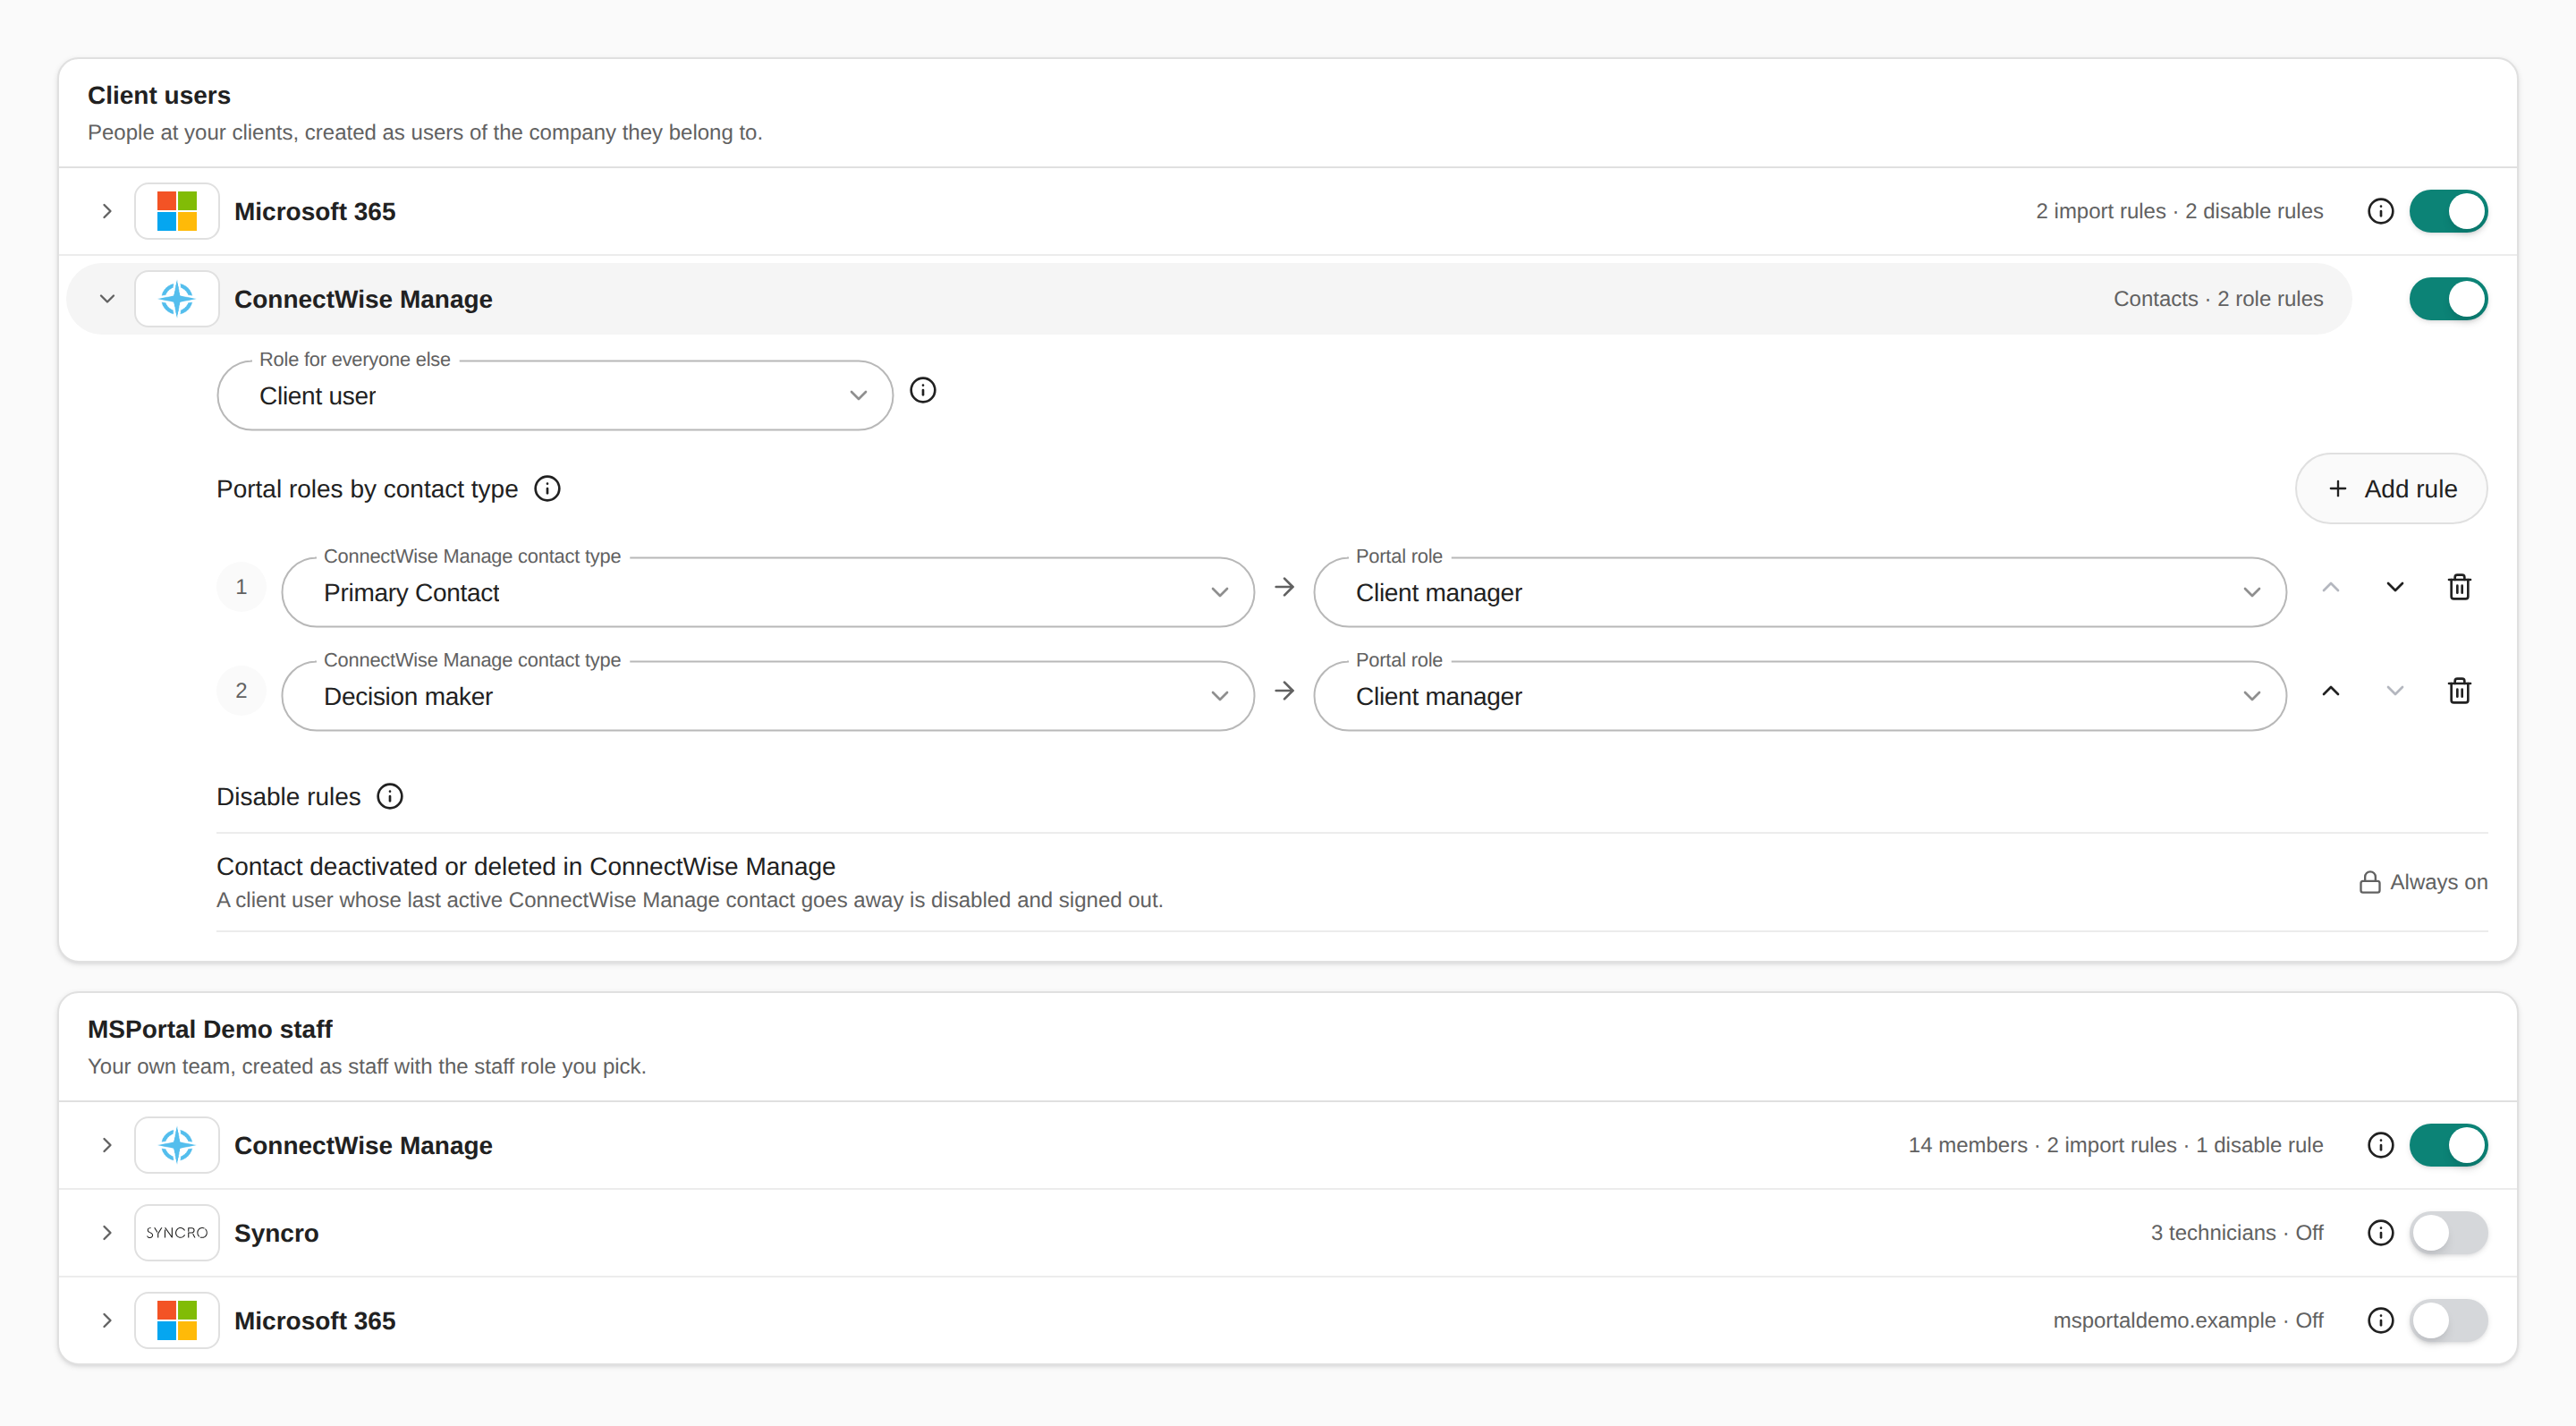 Client users
People at your clients, created as users of the company they belong to.
Microsoft 365
2 import rules · 2 disable rules
ConnectWise Manage
Contacts · 2 role rules
Role for everyone else
Client user
Portal roles by contact type
Add rule
1
ConnectWise Manage contact type
Primary Contact
Portal role
Client manager
2
ConnectWise Manage contact type
Decision maker
Portal role
Client manager
Disable rules
Contact deactivated or deleted in ConnectWise Manage
A client user whose last active ConnectWise Manage contact goes away is disabled and signed out.
Always on
MSPortal Demo staff
Your own team, created as staff with the staff role you pick.
ConnectWise Manage
14 members · 2 import rules · 1 disable rule
SYNCRO
Syncro
3 technicians · Off
Microsoft 365
msportaldemo.example · Off